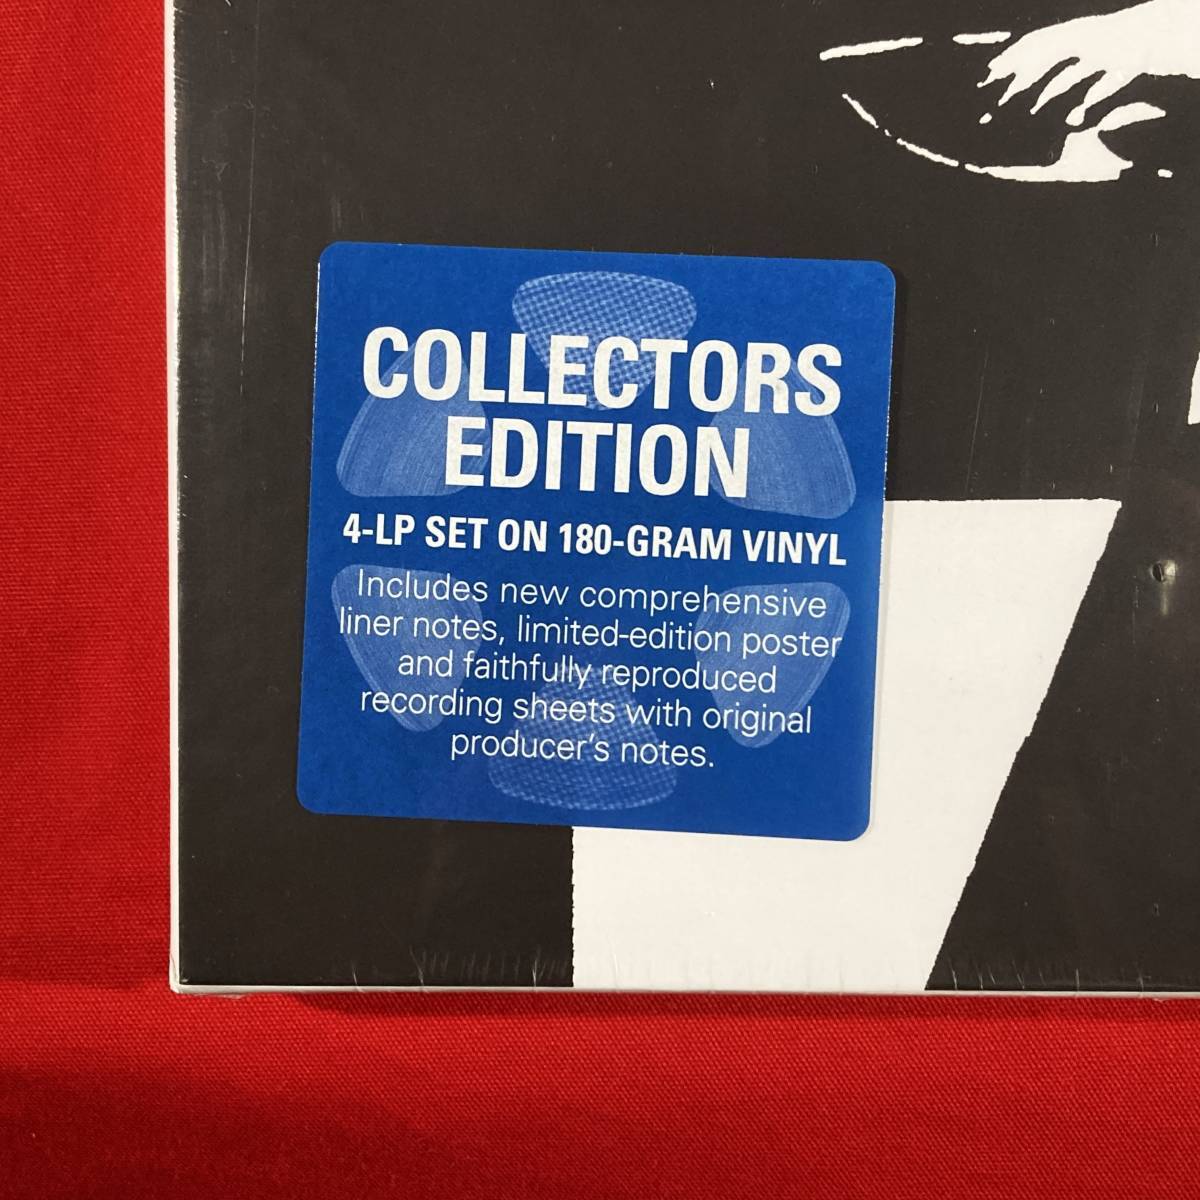 COLLECTORS
EDITION
4-LP SET ON 180-GRAM VINYL
Includes new comprehensive
liner notes, limited-edition poster
and faithfully reproduced
recording sheets with original
producer's notes.